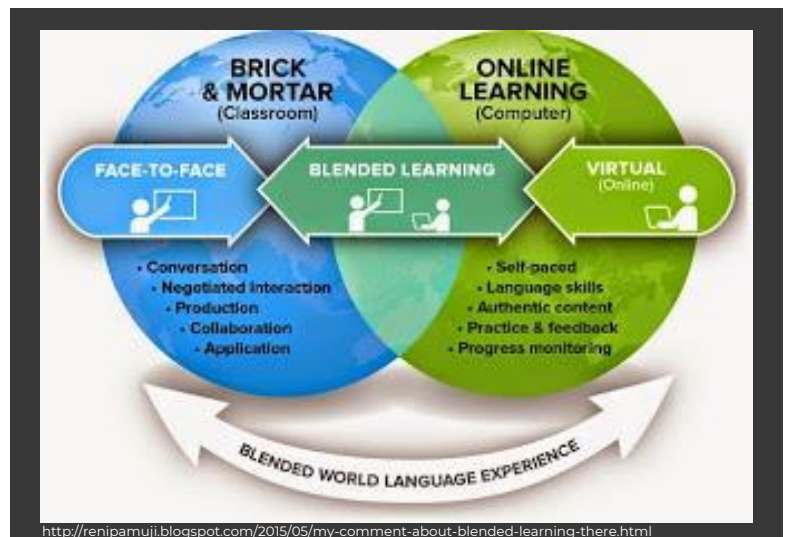 BRICK
& MORTAR
(Classroom)
ONLINE
LEARNING
(Computer)
FACE-TO-FACE
BLENDED LEARNING
VIRTUAL
(Online)
• Conversation
• Negotiated Interaction
• Production
• Collaboration
• Application
• Self-paced
• Language skills
• Authentic content
• Practice & feedback
• Progress monitoring
BLENDED WORLD LANGUAGE EXPERIENCE
http://renipamuji.blogspot.com/2015/05/my-comment-about-blended-learning-there.html